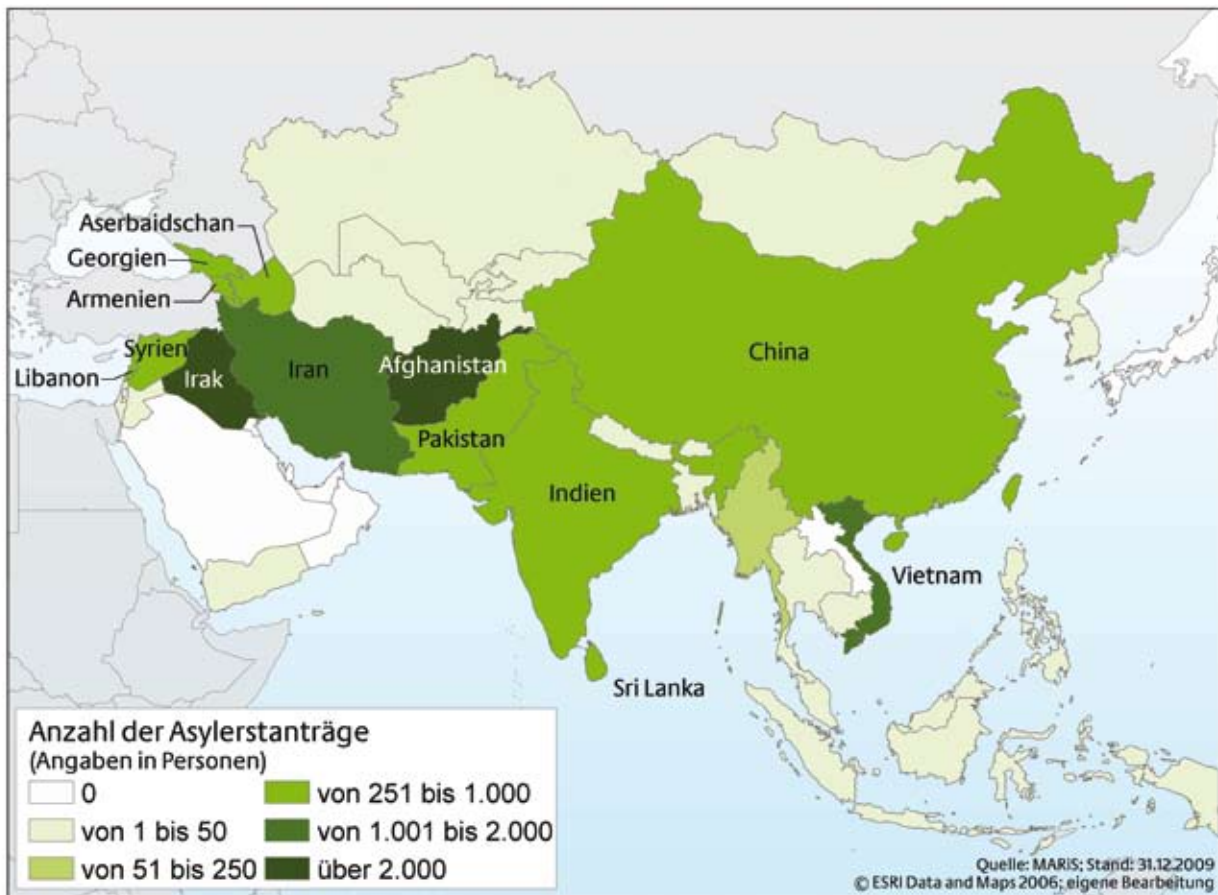 Aserbaidschan
Georgien
Armenien
Syrien
Libanon
Irak
Iran
Afghanistan
Pakistan
Indien
China
Vietnam
Sri Lanka
Anzahl der Asylerstanträge
(Angaben in Personen)
0
von 1 bis 50
von 51 bis 250
von 251 bis 1.000
von 1.001 bis 2.000
über 2.000
Quelle: MARiS; Stand: 31.12.2009
© ESRI Data and Maps 2006; eigene Bearbeitung